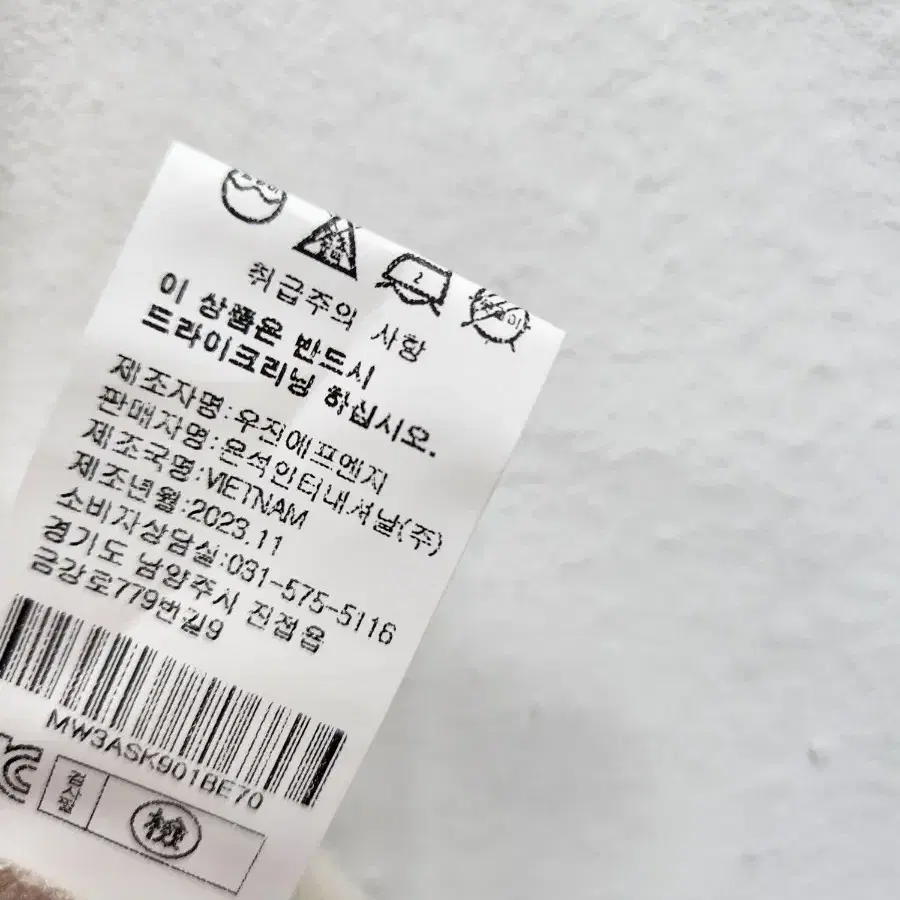 취급주의 사항
이 상품은 반드시
드라이크리닝 하십시오.
제조자명:우진에프엔지
판매자명:운석인터내셔날(주)
제조국명:VIETNAM
제조년월:2023.11
소비자상담실:031-575-5116
경기도 남양주시 진접읍
금강로779번길9
MW3ASK901BE70
검사필
檢